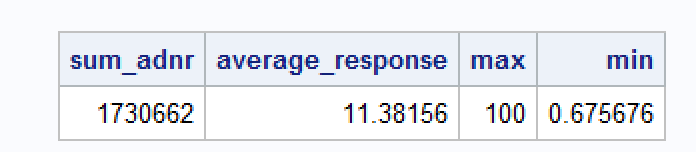 sum_adnr average_response max min
1730662 11.38156 100 0.675676